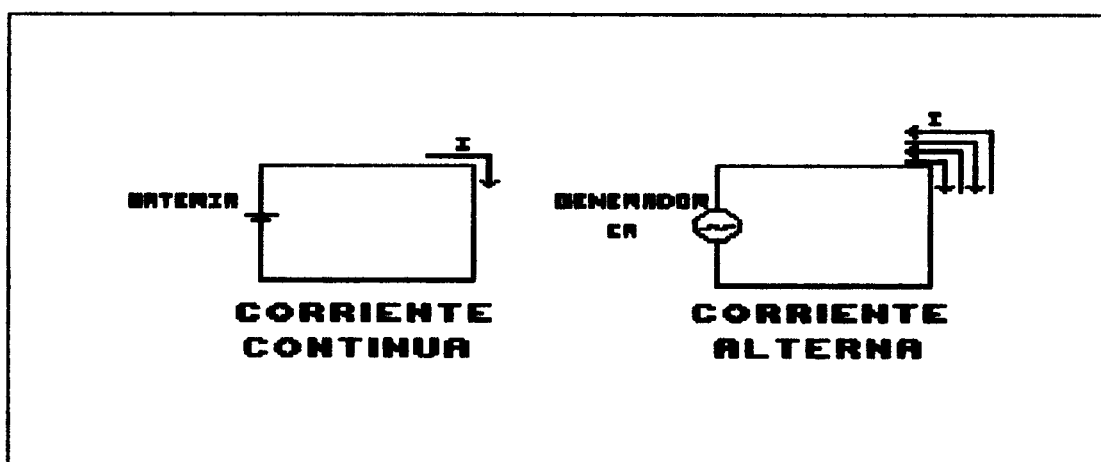 I
BATERIA
CORRIENTE
CONTINUA
I
GENERADOR
CA
CORRIENTE
ALTERNA